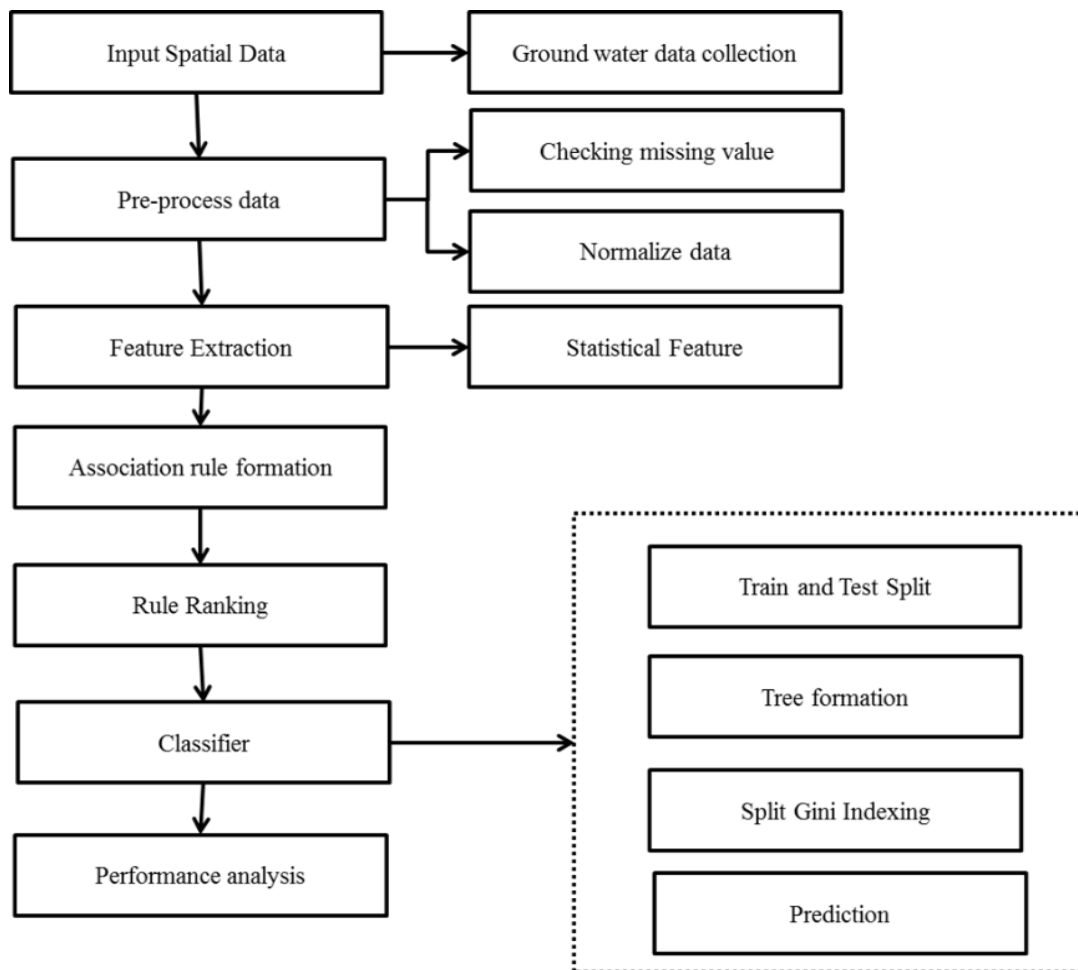 Input Spatial Data
Ground water data collection
Checking missing value
Pre-process data
Normalize data
Feature Extraction
Statistical Feature
Association rule formation
Rule Ranking
Classifier
Performance analysis
Train and Test Split
Tree formation
Split Gini Indexing
Prediction